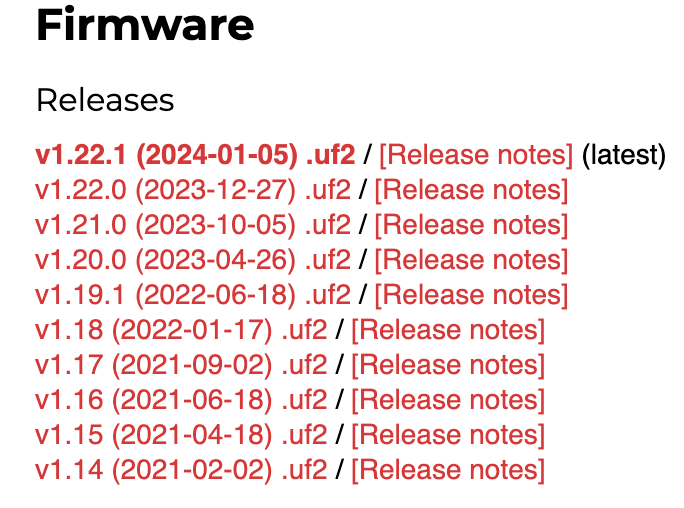 Firmware
Releases
v1.22.1 (2024-01-05) .uf2 / [Release notes] (latest)
v1.22.0 (2023-12-27) .uf2 / [Release notes]
v1.21.0 (2023-10-05) .uf2 / [Release notes]
v1.20.0 (2023-04-26) .uf2 / [Release notes]
v1.19.1 (2022-06-18) .uf2 / [Release notes]
v1.18 (2022-01-17) .uf2 / [Release notes]
v1.17 (2021-09-02) .uf2 / [Release notes]
v1.16 (2021-06-18) .uf2 / [Release notes]
v1.15 (2021-04-18) .uf2 / [Release notes]
v1.14 (2021-02-02) .uf2 / [Release notes]